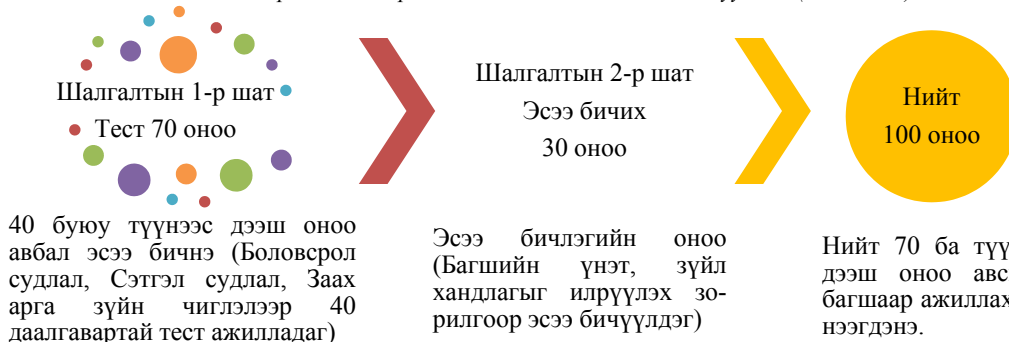 Шалгалтын 1-р шат
Тест 70 оноо
Шалгалтын 2-р шат
Эсээ бичих
30 оноо
Нийт
100 оноо
40 буюу түүнээс дээш оноо
авбал эсээ бичнэ (Боловсрол
судлал, Сэтгэл судлал, Заах
арга зүйн чиглэлээр 40
даалгавартай тест ажилладаг)
Эсээ бичлэгийн оноо
(Багшийн үнэт, зүйл
хандлагыг илрүүлэх зо-
рилгоор эсээ бичүүлдэг)
Нийт 70 ба
дээш оноо
багшаар
нээгдэнэ.